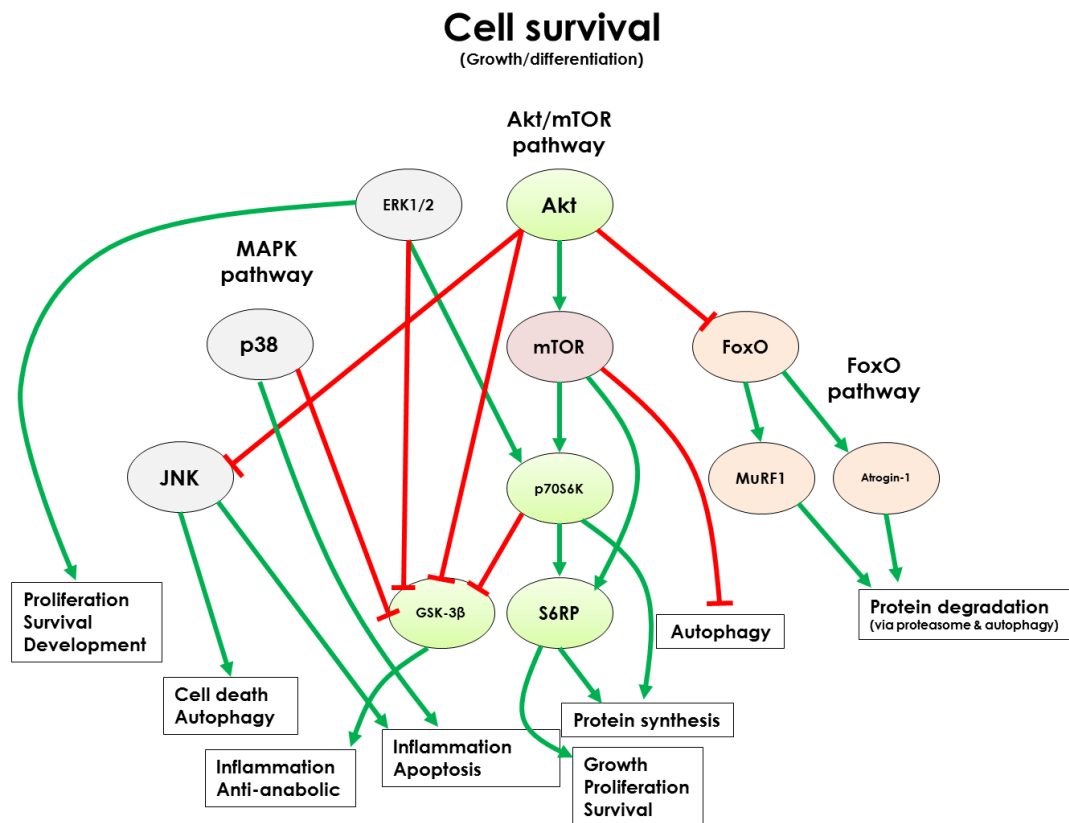 Cell survival
(Growth/differentiation)
Akt/mTOR
pathway
ERK1/2
Akt
MAPK
pathway
p38
mTOR
FoxO
FoxO
pathway
JNK
p70S6K
MuRF1
Atrogin-1
GSK-3β
S6RP
Proliferation
Survival
Development
Autophagy
Protein degradation
(via proteasome & autophagy)
Cell death
Autophagy
Protein synthesis
Inflammation
Anti-anabolic
Inflammation
Apoptosis
Growth
Proliferation
Survival